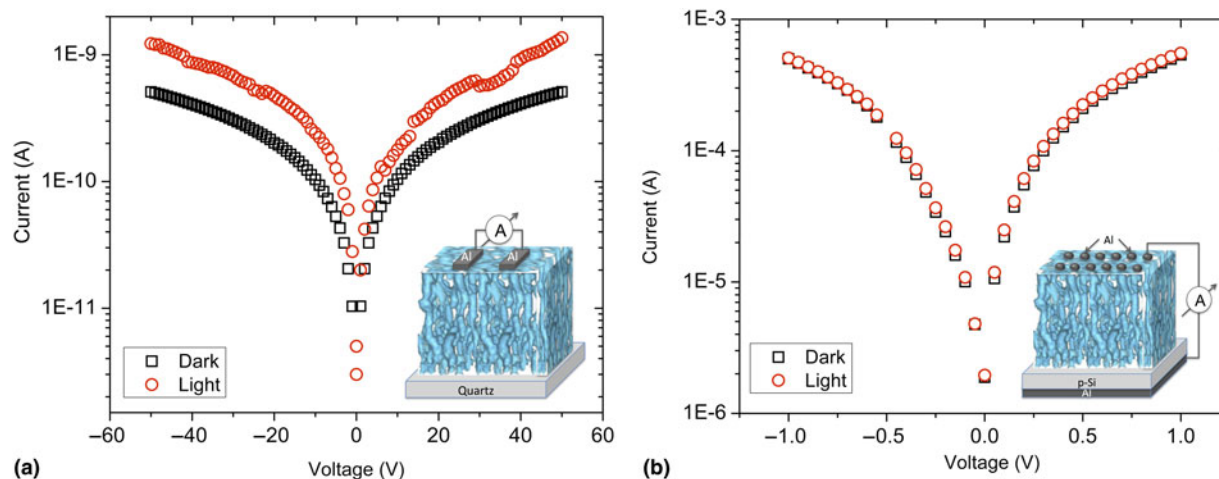 1E-9
1E-10
1E-11
Current (A)
A
Al Al
Quartz
Dark
Light
−60 −40 −20 0 20 40 60
(a)
Voltage (V)
1E-3
1E-4
1E-5
1E-6
Current (A)
Al
A
p-Si
Al
Dark
Light
−1.0 −0.5 0.0 0.5 1.0
(b)
Voltage (V)